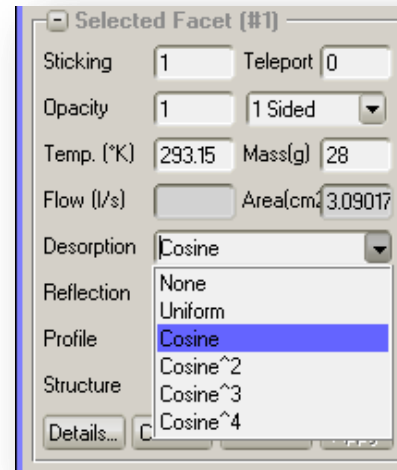 Selected Facet (#1)
Sticking 1 Teleport 0
Opacity 1 1 Sided
Temp. (°K) 293.15 Mass(g) 28
Flow (l/s) Area(cm2 3.09017
Desorption Cosine
Reflection None
Uniform
Profile Cosine
Cosine^2
Structure Cosine^3
Cosine^4
Details...